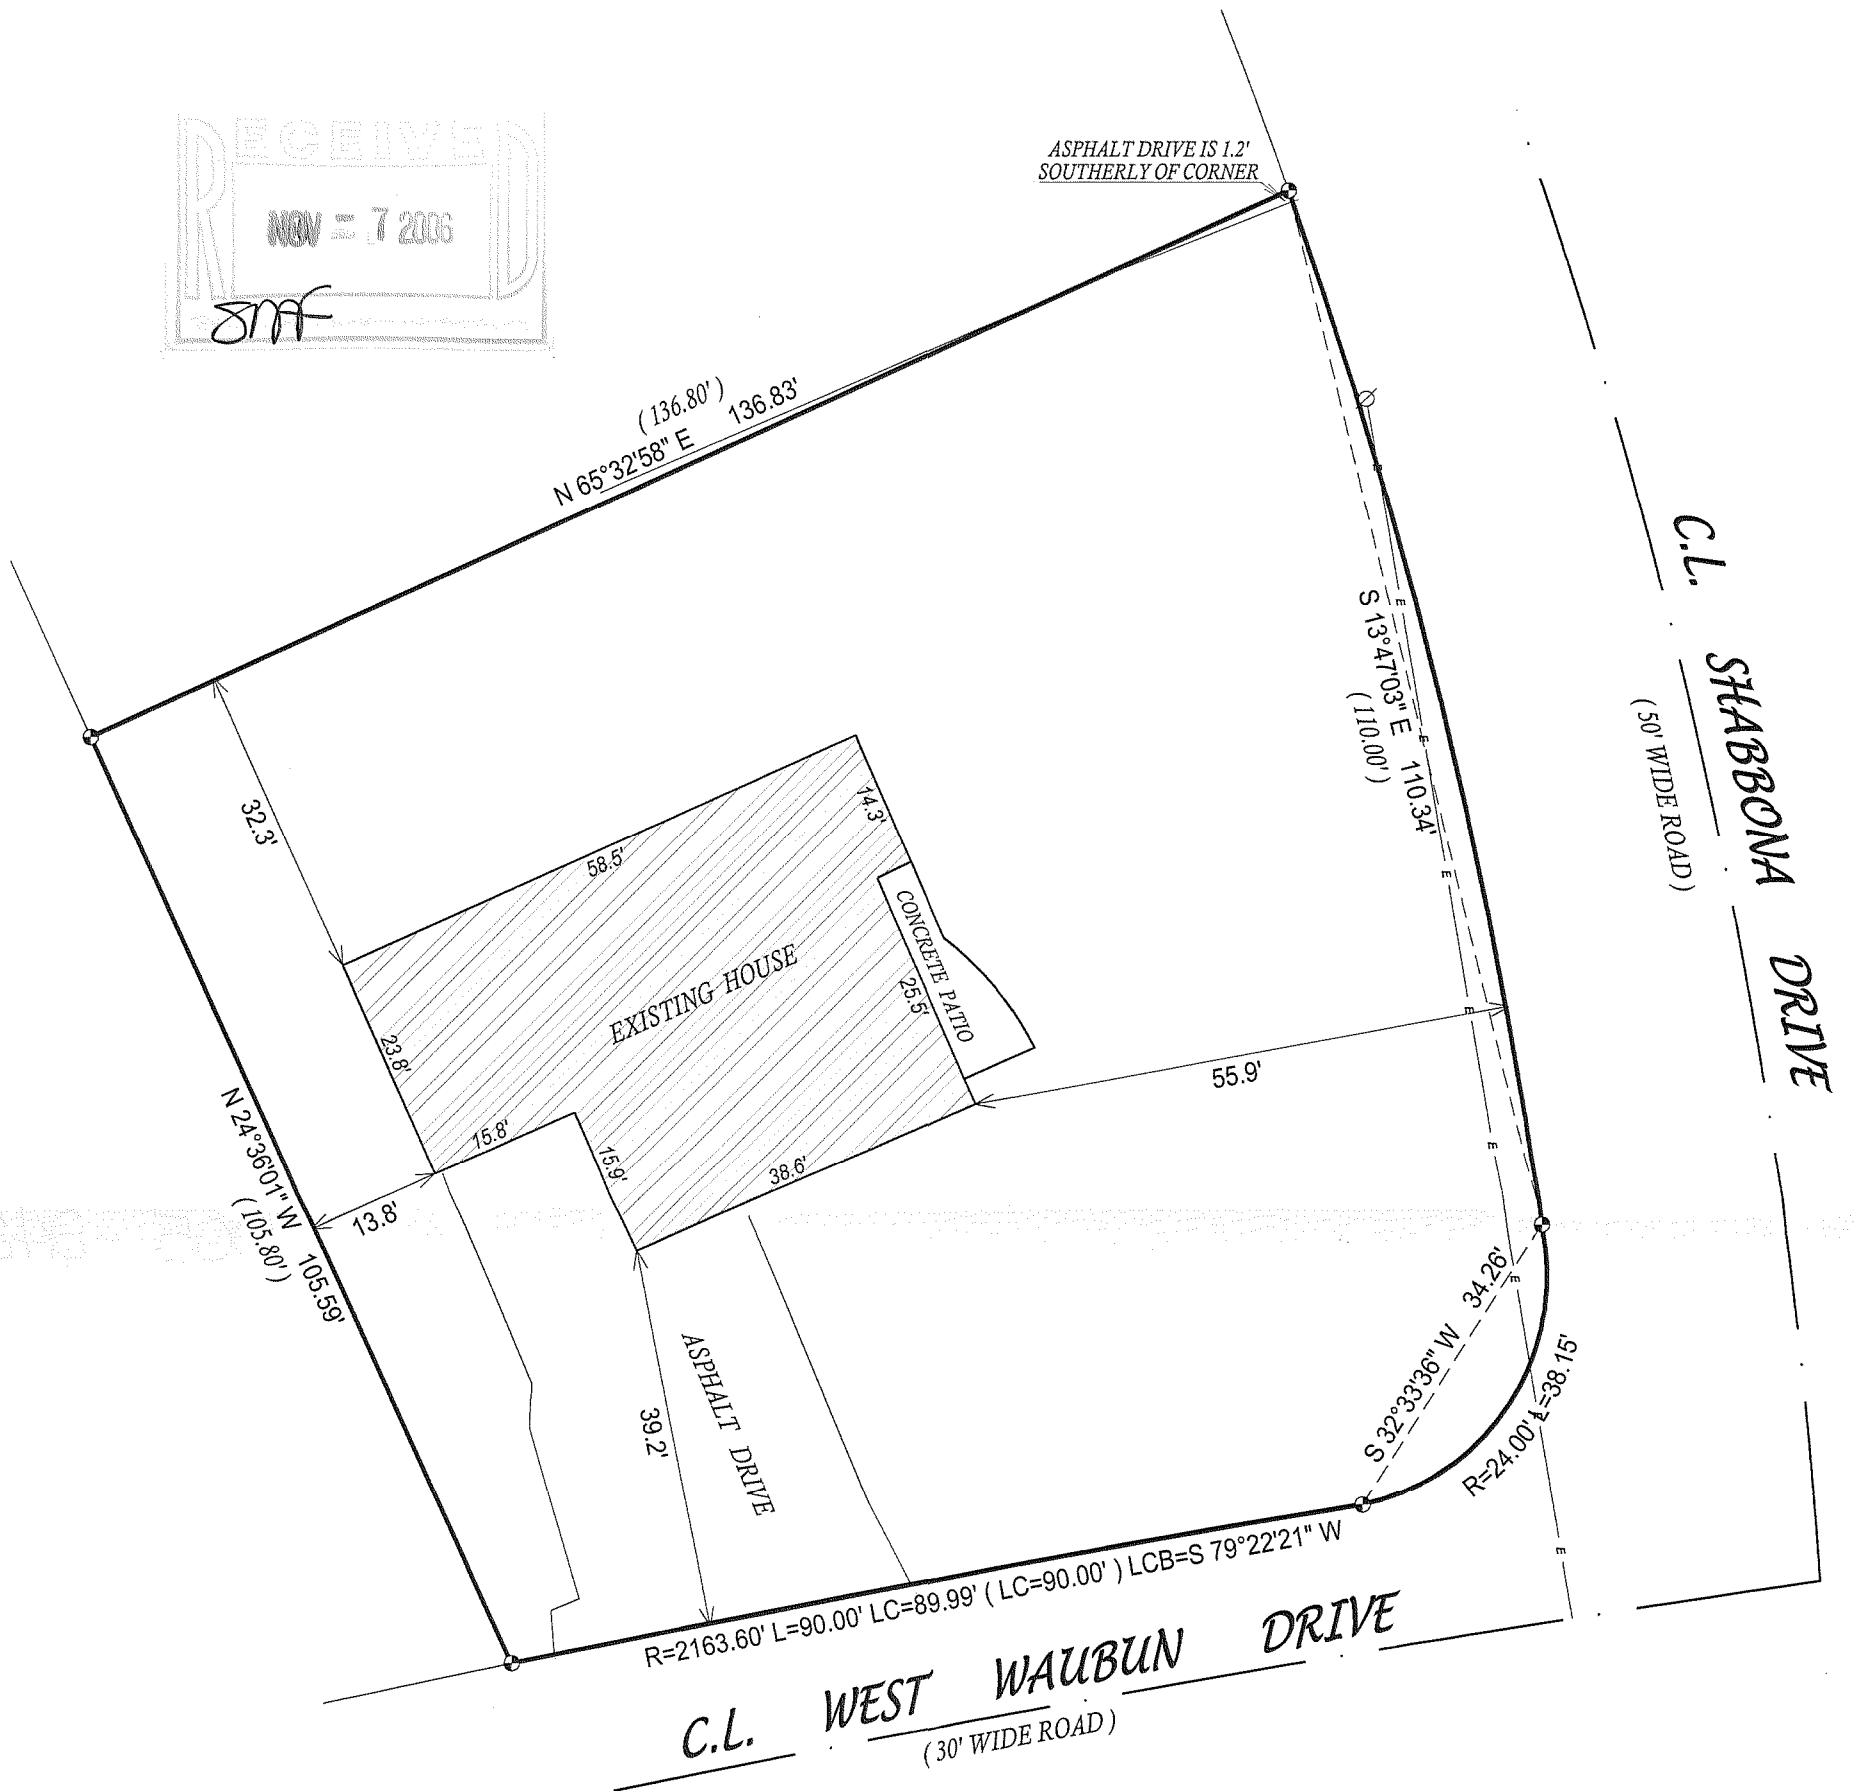 RECEIVED
NOV - 7 2006
SMF
ASPHALT DRIVE IS 1.2'
SOUTHERLY OF CORNER
( 136.80' )
N 65°32'58" E 136.83'
S 13°47'03" E 110.34'
( 110.00' )
C.L. SHABBONA DRIVE
( 50' WIDE ROAD )
32.3'
58.5'
14.3'
CONCRETE PATIO
25.5'
EXISTING HOUSE
23.8'
15.8'
15.9'
38.6'
55.9'
13.8'
N 24°36'01" W 105.59'
( 105.80' )
39.2'
ASPHALT DRIVE
S 32°33'36" W 34.26'
R=24.00' L=38.15'
R=2163.60' L=90.00' LC=89.99' ( LC=90.00' ) LCB=S 79°22'21" W
C.L. WEST WAUBUN DRIVE
( 30' WIDE ROAD )
E
E
E
E
E
E
E
E